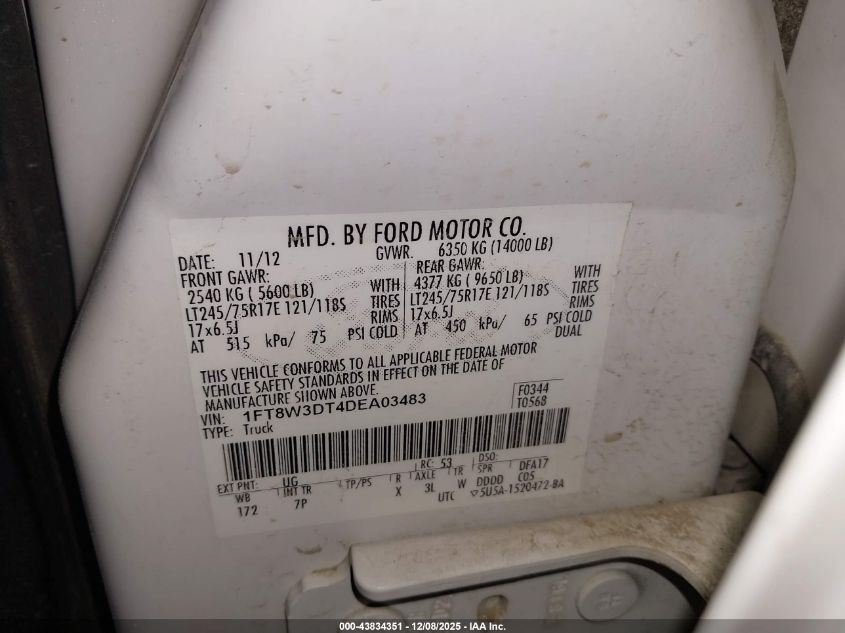 MFD. BY FORD MOTOR CO.
DATE: 11/12 GVWR: 6350 KG (14000 LB)
FRONT GAWR: REAR GAWR:
2540 KG ( 5600 LB) WITH 4377 KG ( 9650 LB) WITH
LT245/75R17E 121/118S TIRES LT245/75R17E 121/118S TIRES
17x6.5J RIMS 17x6.5J RIMS
AT 515 kPa/ 75 PSI COLD AT 450 kPa/ 65 PSI COLD
DUAL
THIS VEHICLE CONFORMS TO ALL APPLICABLE FEDERAL MOTOR
VEHICLE SAFETY STANDARDS IN EFFECT ON THE DATE OF
MANUFACTURE SHOWN ABOVE.
VIN: 1FT8W3DT4DEA03483 F0344
TYPE: Truck T0568
EXT PNT: UG RC: 53 DSO:
WB INT TR TP/PS R AXLE TR SPR DFA17
172 7P X 3L W DDDD C05
UTC ▽5U5A-1520472-BA
000-43834351 - 12/08/2025 - IAA Inc.